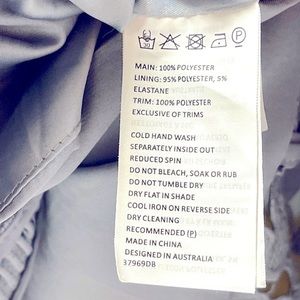 30 P
MAIN: 100% POLYESTER
LINING: 95% POLYESTER, 5%
ELASTANE
TRIM: 100% POLYESTER
EXCLUSIVE OF TRIMS
COLD HAND WASH
SEPARATELY INSIDE OUT
REDUCED SPIN
DO NOT BLEACH, SOAK OR RUB
DO NOT TUMBLE DRY
DRY FLAT IN SHADE
COOL IRON ON REVERSE SIDE
DRY CLEANING
RECOMMENDED (P)
MADE IN CHINA
DESIGNED IN AUSTRALIA
37969DB